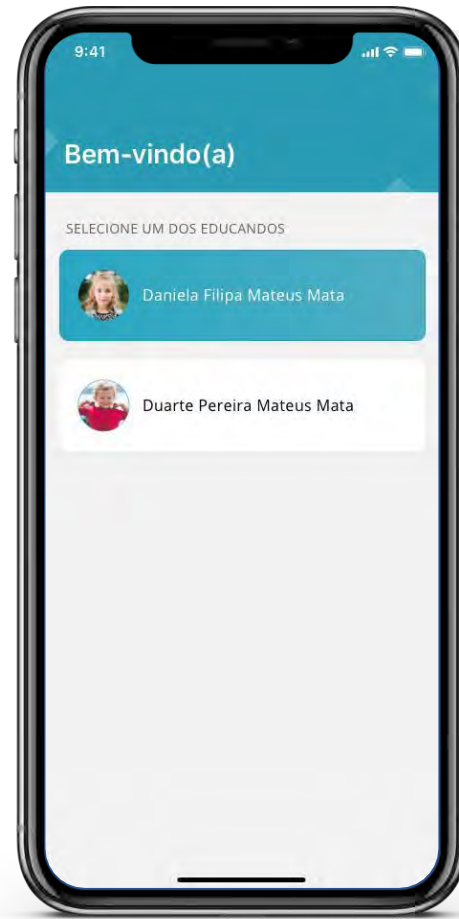 9:41
Bem-vindo(a)
SELECIONE UM DOS EDUCANDOS
Daniela Filipa Mateus Mata
Duarte Pereira Mateus Mata